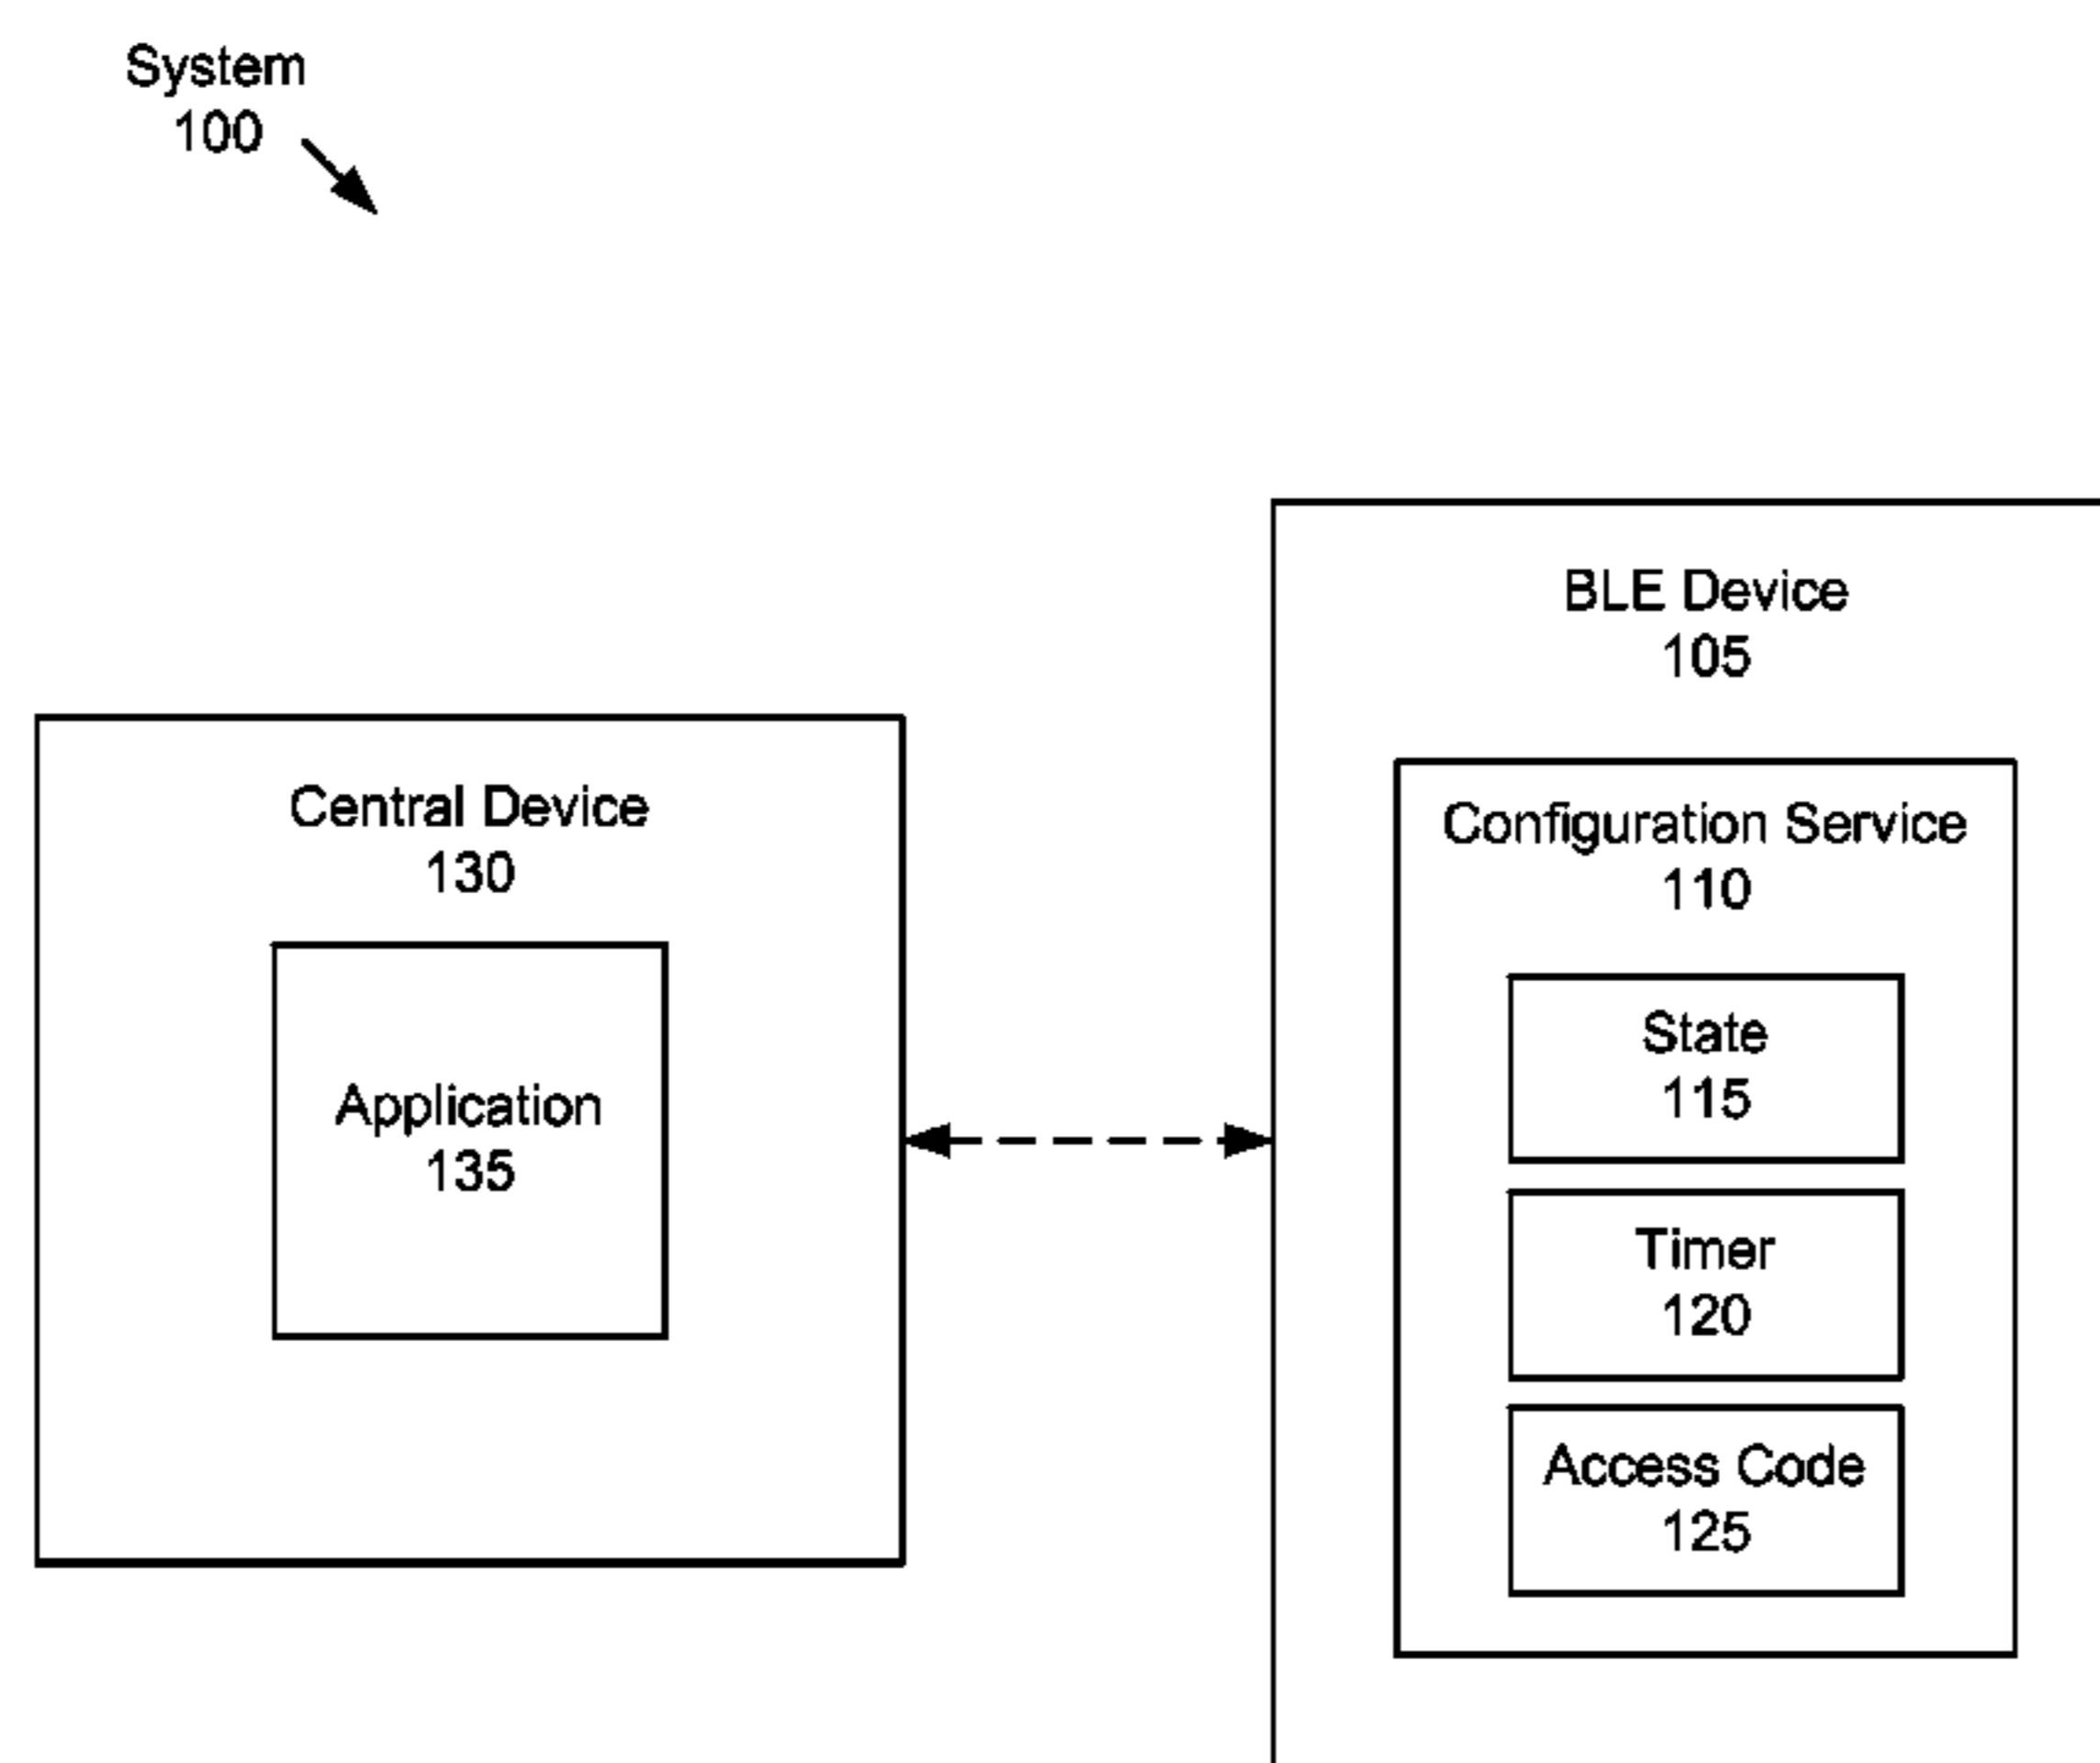 System
100
BLE Device
105
Central Device
130
Configuration Service
110
Application
135
State
115
Timer
120
Access Code
125